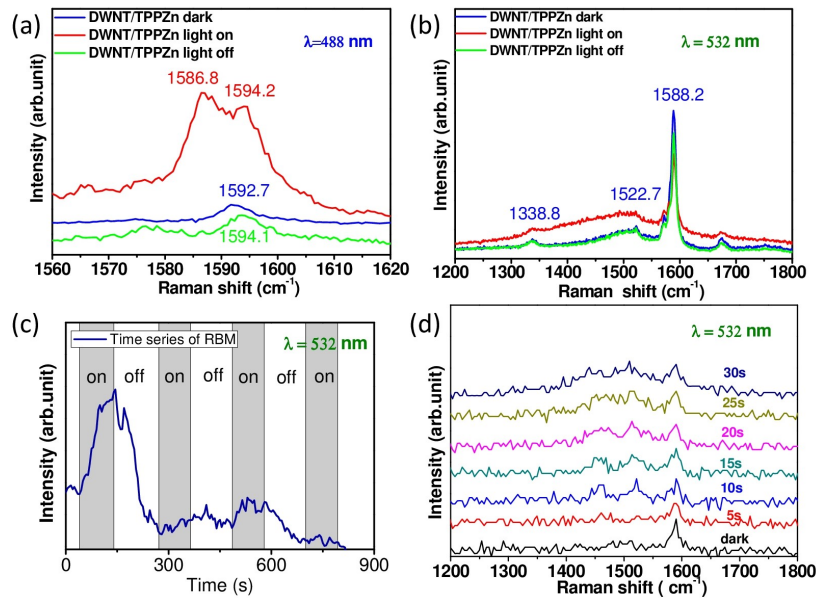 (a)
DWNT/TPPZn dark
DWNT/TPPZn light on
DWNT/TPPZn light off
λ=488 nm
1586.8
1594.2
1592.7
1594.1
Intensity (arb.unit)
1560 1570 1580 1590 1600 1610 1620
Raman shift (cm⁻¹)
(b)
DWNT/TPPZn dark
DWNT/TPPZn light on
DWNT/TPPZn light off
λ = 532 nm
1588.2
1522.7
1338.8
Intensity (arb.unit)
1200 1300 1400 1500 1600 1700 1800
Raman shift (cm⁻¹)
(c)
Time series of RBM
λ = 532 nm
on off on off on off on
Intensity (arb.unit)
0 300 600 900
Time (s)
(d)
λ = 532 nm
30s
25s
20s
15s
10s
5s
dark
Intensity (arb.unit)
1200 1300 1400 1500 1600 1700 1800
Raman shift ( cm⁻¹)